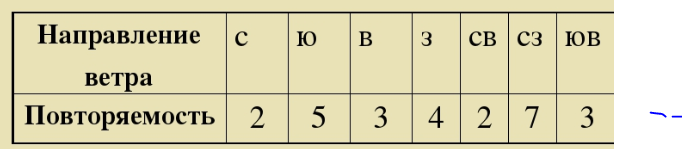 Направление ветра с ю в з св сз юв
Повторяемость 2 5 3 4 2 7 3